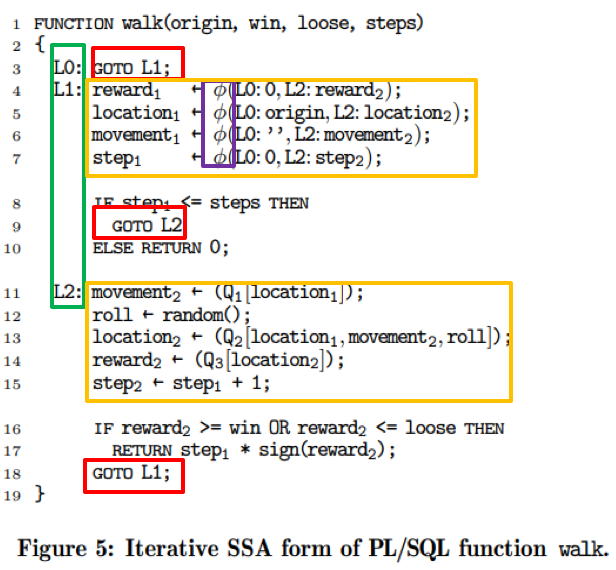 1 FUNCTION walk(origin, win, loose, steps)
2 {
3 L0: GOTO L1;
4 L1: reward₁ ← ϕ(L0: 0, L2: reward₂);
5 location₁ ← ϕ(L0: origin, L2: location₂);
6 movement₁ ← ϕ(L0: '', L2: movement₂);
7 step₁ ← ϕ(L0: 0, L2: step₂);
8 IF step₁ <= steps THEN
9 GOTO L2
10 ELSE RETURN 0;
11 L2: movement₂ ← (Q₁[location₁]);
12 roll ← random();
13 location₂ ← (Q₂[location₁, movement₂, roll]);
14 reward₂ ← (Q₃[location₂]);
15 step₂ ← step₁ + 1;
16 IF reward₂ >= win OR reward₂ <= loose THEN
17 RETURN step₁ * sign(reward₂);
18 GOTO L1;
19 }
Figure 5: Iterative SSA form of PL/SQL function walk.